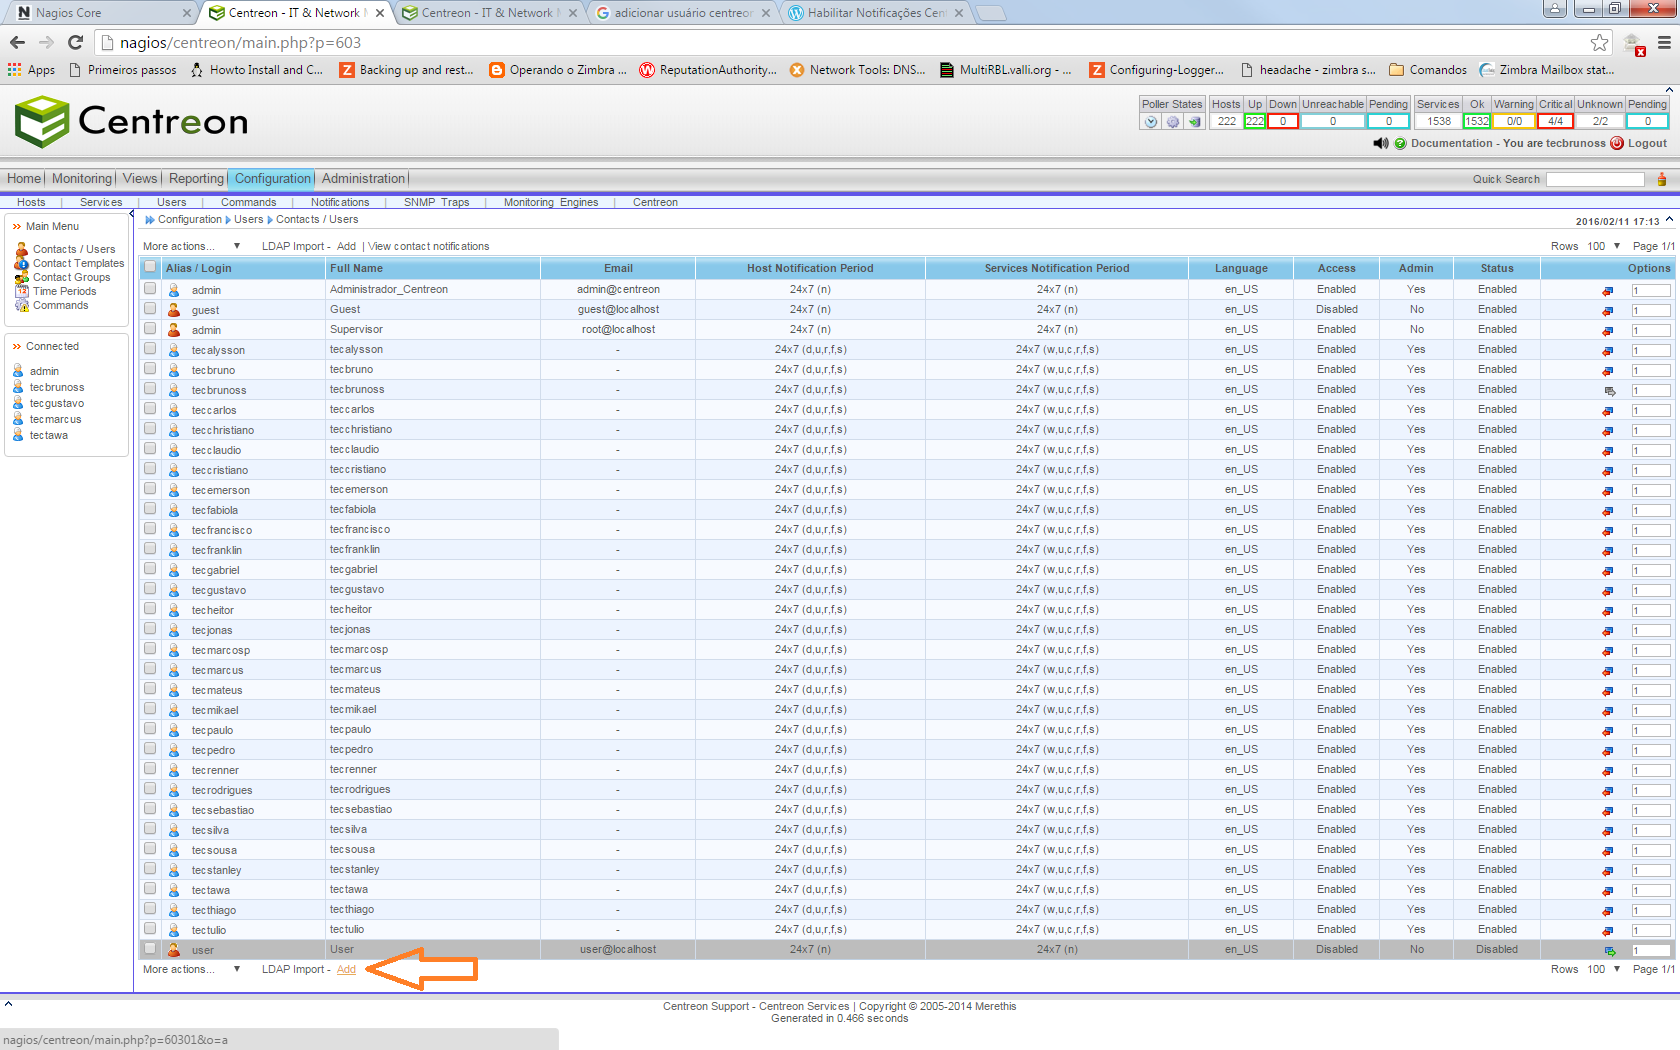 Nagios Core
Centreon - IT & Network
Centreon - IT & Network
adicionar usuário centreon
Habilitar Notificações Cen
nagios/centreon/main.php?p=603
Apps Primeiros passos Howto Install and C... Backing up and rest... Operando o Zimbra ... ReputationAuthority... Network Tools: DNS... MultiRBL.valli.org - ... Configuring-Logger... headache - zimbra s... Comandos Zimbra Mailbox stat...
Centreon
Poller States Hosts Up Down Unreachable Pending Services Ok Warning Critical Unknown Pending
222 222 0 0 0 1538 1532 0/0 4/4 2/2 0
Documentation - You are tecbrunoss Logout
Home Monitoring Views Reporting Configuration Administration Quick Search
Hosts | Services | Users | Commands | Notifications | SNMP Traps | Monitoring Engines | Centreon
Main Menu
Contacts / Users
Contact Templates
Contact Groups
Time Periods
Commands
Connected
admin
tecbrunoss
tecgustavo
tecmarcus
tectawa
Configuration Users Contacts / Users 2016/02/11 17:13
More actions... LDAP Import - Add | View contact notifications Rows 100 Page 1/1
Alias / Login Full Name Email Host Notification Period Services Notification Period Language Access Admin Status Options
admin Administrador_Centreon admin@centreon 24x7 (n) 24x7 (n) en_US Enabled Yes Enabled 1
guest Guest guest@localhost 24x7 (n) 24x7 (n) en_US Disabled No Enabled 1
admin Supervisor root@localhost 24x7 (n) 24x7 (n) en_US Enabled No Enabled 1
tecalysson tecalysson - 24x7 (d,u,r,f,s) 24x7 (w,u,c,r,f,s) en_US Enabled Yes Enabled 1
tecbruno tecbruno - 24x7 (d,u,r,f,s) 24x7 (w,u,c,r,f,s) en_US Enabled Yes Enabled 1
tecbrunoss tecbrunoss - 24x7 (d,u,r,f,s) 24x7 (w,u,c,r,f,s) en_US Enabled Yes Enabled 1
teccarlos teccarlos - 24x7 (d,u,r,f,s) 24x7 (w,u,c,r,f,s) en_US Enabled Yes Enabled 1
tecchristiano tecchristiano - 24x7 (d,u,r,f,s) 24x7 (w,u,c,r,f,s) en_US Enabled Yes Enabled 1
tecclaudio tecclaudio - 24x7 (d,u,r,f,s) 24x7 (w,u,c,r,f,s) en_US Enabled Yes Enabled 1
teccristiano teccristiano - 24x7 (d,u,r,f,s) 24x7 (w,u,c,r,f,s) en_US Enabled Yes Enabled 1
tecemerson tecemerson - 24x7 (d,u,r,f,s) 24x7 (w,u,c,r,f,s) en_US Enabled Yes Enabled 1
tecfabiola tecfabiola - 24x7 (d,u,r,f,s) 24x7 (w,u,c,r,f,s) en_US Enabled Yes Enabled 1
tecfrancisco tecfrancisco - 24x7 (d,u,r,f,s) 24x7 (w,u,c,r,f,s) en_US Enabled Yes Enabled 1
tecfranklin tecfranklin - 24x7 (d,u,r,f,s) 24x7 (w,u,c,r,f,s) en_US Enabled Yes Enabled 1
tecgabriel tecgabriel - 24x7 (d,u,r,f,s) 24x7 (w,u,c,r,f,s) en_US Enabled Yes Enabled 1
tecgustavo tecgustavo - 24x7 (d,u,r,f,s) 24x7 (w,u,c,r,f,s) en_US Enabled Yes Enabled 1
techeitor techeitor - 24x7 (d,u,r,f,s) 24x7 (w,u,c,r,f,s) en_US Enabled Yes Enabled 1
tecjonas tecjonas - 24x7 (d,u,r,f,s) 24x7 (w,u,c,r,f,s) en_US Enabled Yes Enabled 1
tecmarcosp tecmarcosp - 24x7 (d,u,r,f,s) 24x7 (w,u,c,r,f,s) en_US Enabled Yes Enabled 1
tecmarcus tecmarcus - 24x7 (d,u,r,f,s) 24x7 (w,u,c,r,f,s) en_US Enabled Yes Enabled 1
tecmateus tecmateus - 24x7 (d,u,r,f,s) 24x7 (w,u,c,r,f,s) en_US Enabled Yes Enabled 1
tecmikael tecmikael - 24x7 (d,u,r,f,s) 24x7 (w,u,c,r,f,s) en_US Enabled Yes Enabled 1
tecpaulo tecpaulo - 24x7 (d,u,r,f,s) 24x7 (w,u,c,r,f,s) en_US Enabled Yes Enabled 1
tecpedro tecpedro - 24x7 (d,u,r,f,s) 24x7 (w,u,c,r,f,s) en_US Enabled Yes Enabled 1
tecrenner tecrenner - 24x7 (d,u,r,f,s) 24x7 (w,u,c,r,f,s) en_US Enabled Yes Enabled 1
tecrodrigues tecrodrigues - 24x7 (d,u,r,f,s) 24x7 (w,u,c,r,f,s) en_US Enabled Yes Enabled 1
tecsebastiao tecsebastiao - 24x7 (d,u,r,f,s) 24x7 (w,u,c,r,f,s) en_US Enabled Yes Enabled 1
tecsilva tecsilva - 24x7 (d,u,r,f,s) 24x7 (w,u,c,r,f,s) en_US Enabled Yes Enabled 1
tecsousa tecsousa - 24x7 (d,u,r,f,s) 24x7 (w,u,c,r,f,s) en_US Enabled Yes Enabled 1
tecstanley tecstanley - 24x7 (d,u,r,f,s) 24x7 (w,u,c,r,f,s) en_US Enabled Yes Enabled 1
tectawa tectawa - 24x7 (d,u,r,f,s) 24x7 (w,u,c,r,f,s) en_US Enabled Yes Enabled 1
tecthiago tecthiago - 24x7 (d,u,r,f,s) 24x7 (w,u,c,r,f,s) en_US Enabled Yes Enabled 1
tectulio tectulio - 24x7 (d,u,r,f,s) 24x7 (w,u,c,r,f,s) en_US Enabled Yes Enabled 1
user User user@localhost 24x7 (n) 24x7 (n) en_US Disabled No Disabled 1
More actions... LDAP Import - Add Rows 100 Page 1/1
Centreon Support - Centreon Services | Copyright © 2005-2014 Merethis
Generated in 0.466 seconds
nagios/centreon/main.php?p=60301&o=a